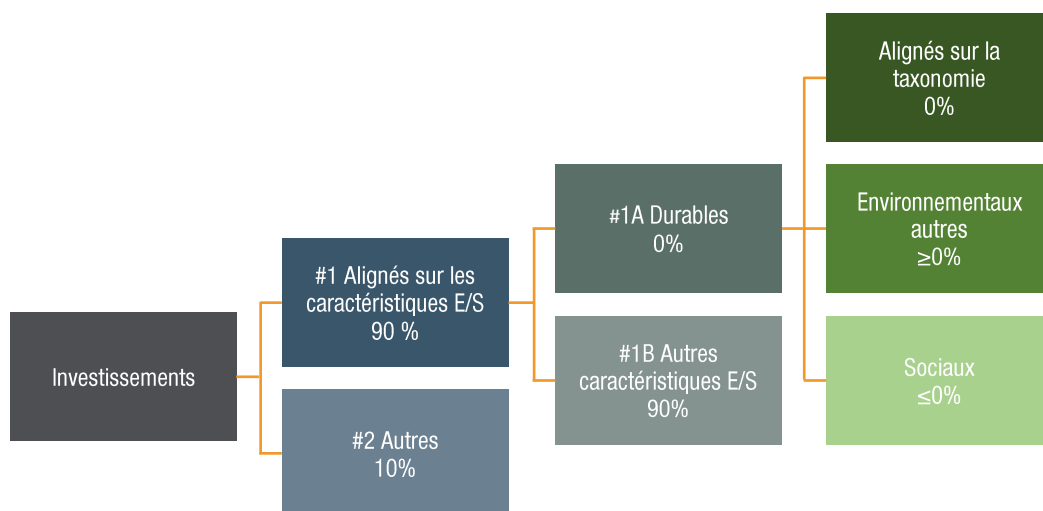 Investissements
#1 Alignés sur les
caractéristiques E/S
90 %
#2 Autres
10%
#1A Durables
0%
#1B Autres
caractéristiques E/S
90%
Alignés sur la
taxonomie
0%
Environnementaux
autres
≥0%
Sociaux
≤0%